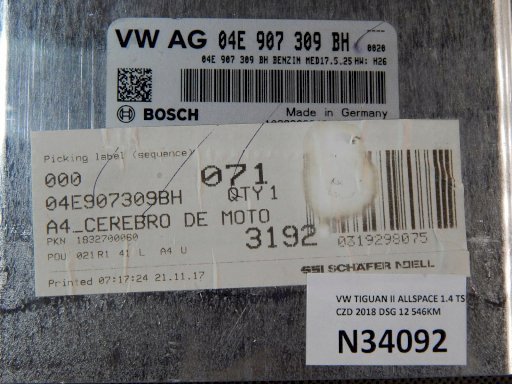 VW AG 04E 907 309 BH
0020
04E 907 309 BH BENZIN MED17.5.25 HW: H26
BOSCH
Made in Germany
Picking label (sequence)
000
071
04E907309BH
QTY 1
A4_CEREBRO DE MOTO
PKN 1832700060
3192
0319298075
POU 021R1 41 L A4 U
SSI SCHÄFER NOELL
Printed 07:17:24 21.11.17
VW TIGUAN II ALLSPACE 1.4 TS
CZD 2018 DSG 12 546KM
N34092